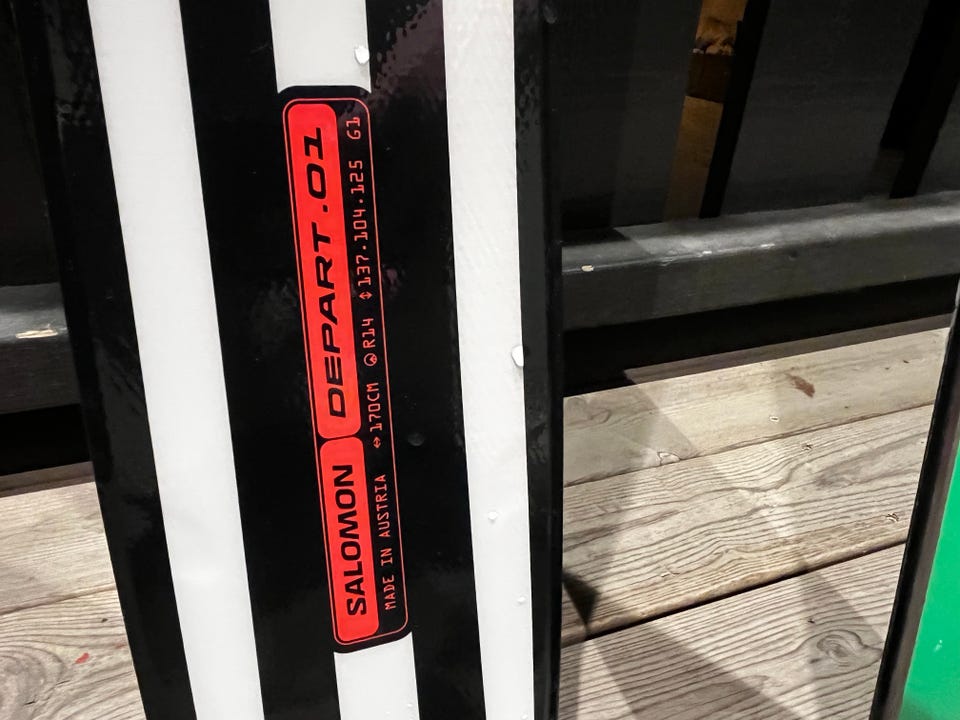 SALOMON DEPART.01
MADE IN AUSTRIA 170CM R14 137.104.125 G1